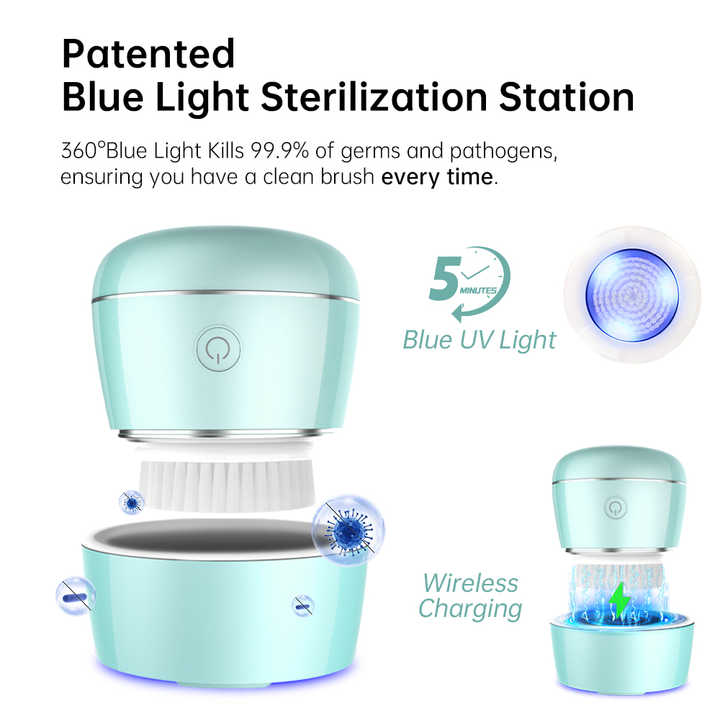 Patented
Blue Light Sterilization Station
360°Blue Light Kills 99.9% of germs and pathogens,
ensuring you have a clean brush every time.
5
MINUTES
Blue UV Light
Wireless
Charging